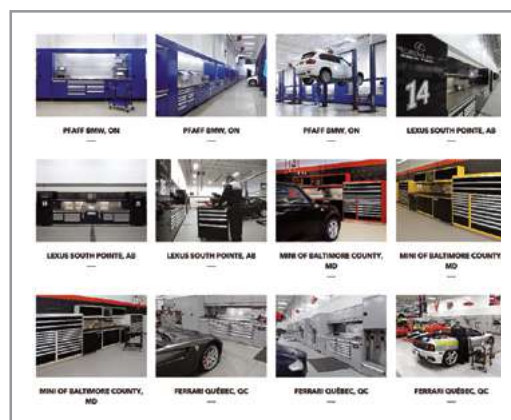 PFAFF BMW, ON
PFAFF BMW, ON
PFAFF BMW, ON
LEXUS SOUTH POINTE, AB
14
LEXUS SOUTH POINTE, AB
LEXUS SOUTH POINTE, AB
MINI OF BALTIMORE COUNTY,
MD
MINI OF BALTIMORE COUNTY,
MD
MINI OF BALTIMORE COUNTY,
MD
FERRARI QUÉBEC, QC
FERRARI QUÉBEC, QC
FERRARI QUÉBEC, QC